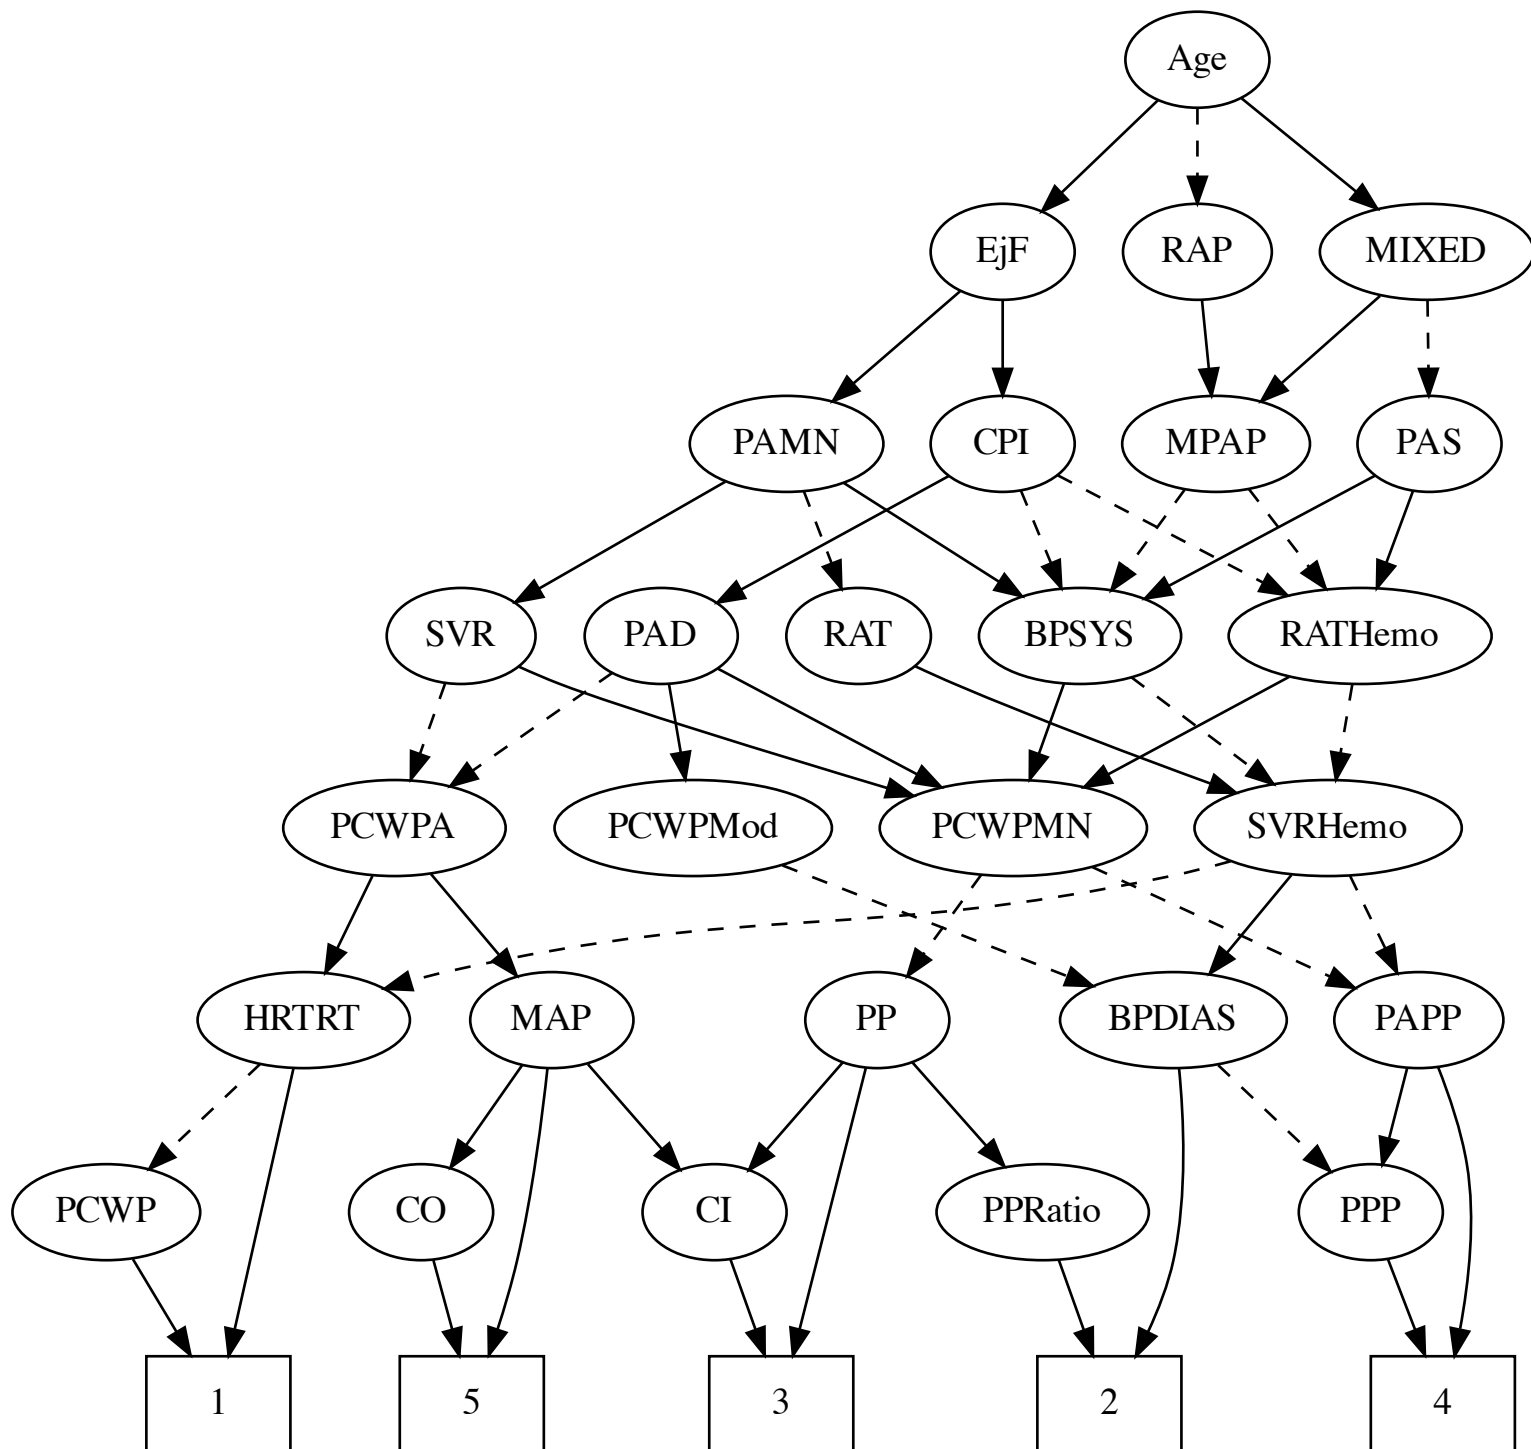 Age
EjF
RAP
MIXED
PAMN
CPI
MPAP
PAS
SVR
PAD
RAT
BPSYS
RATHemo
PCWPA
PCWPMod
PCWPMN
SVRHemo
HRTRT
MAP
PP
BPDIAS
PAPP
PCWP
CO
CI
PPRatio
PPP
1
5
3
2
4